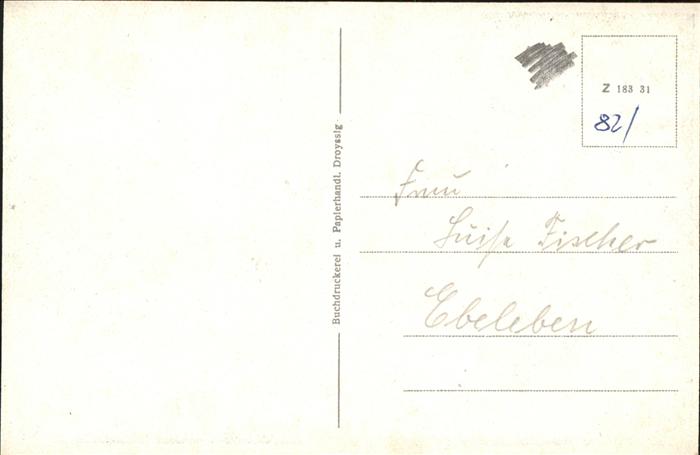 Z 183 31
82/
Buchdruckerei u. Papierhandl. Droyssig
Frau
Luise Fischer
Ebeleben